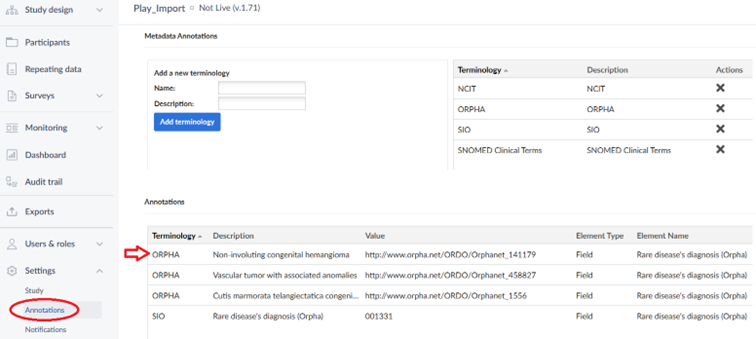 Study design
Participants
Repeating data
Surveys
Monitoring
Dashboard
Audit trail
Exports
Users & roles
Settings
Study
Annotations
Notifications
Play_Import Not Live (v.1.71)
Metadata Annotations
Add a new terminology
Name:
Description:
Add terminology
Terminology Description Actions
NCIT NCIT
ORPHA ORPHA
SIO SIO
SNOMED Clinical Terms SNOMED Clinical Terms
Annotations
Terminology Description Value Element Type Element Name
ORPHA Non-involuting congenital hemangioma http://www.orpha.net/ORDO/Orphanet_141179 Field Rare disease's diagnosis (Orpha)
ORPHA Vascular tumor with associated anomalies http://www.orpha.net/ORDO/Orphanet_458827 Field Rare disease's diagnosis (Orpha)
ORPHA Cutis marmorata telangiectatica congeni... http://www.orpha.net/ORDO/Orphanet_1556 Field Rare disease's diagnosis (Orpha)
SIO Rare disease's diagnosis (Orpha) 001331 Field Rare disease's diagnosis (Orpha)